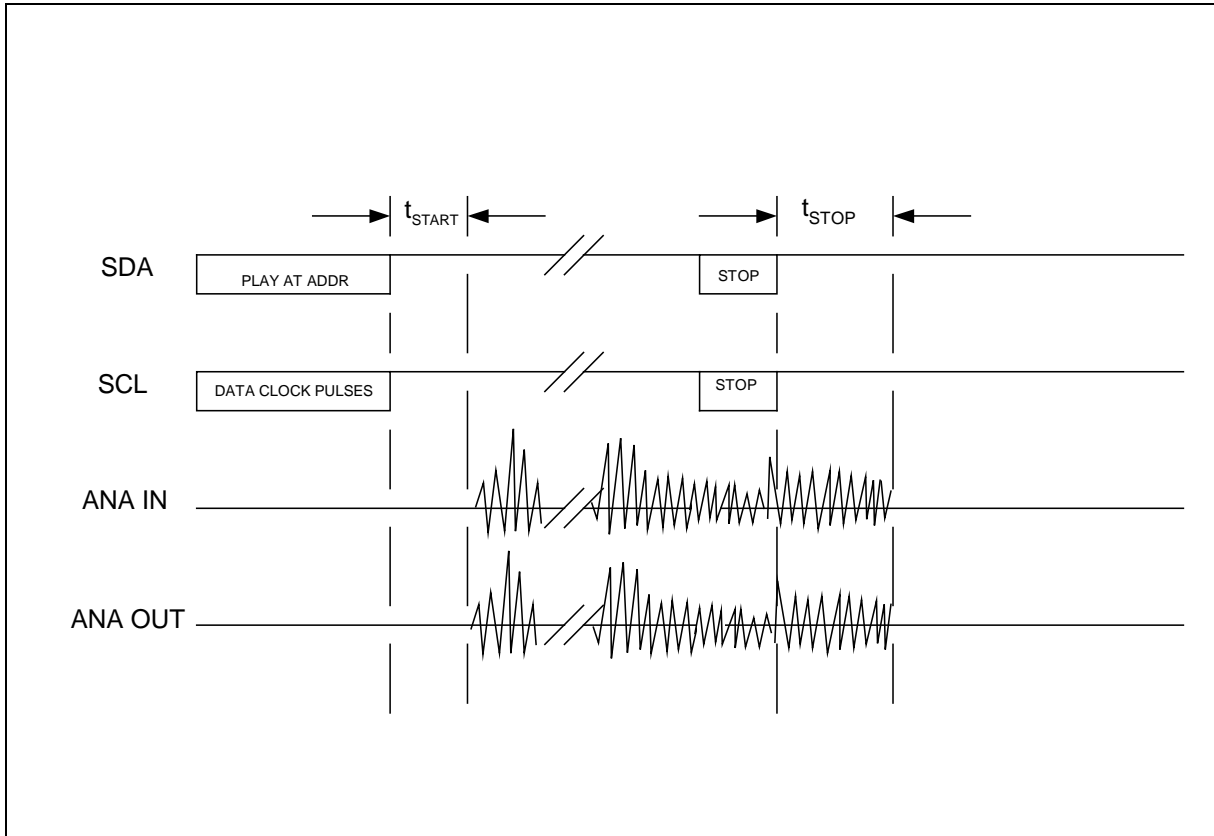 tSTART
tSTOP
SDA
PLAY AT ADDR
STOP
SCL
DATA CLOCK PULSES
STOP
ANA IN
ANA OUT